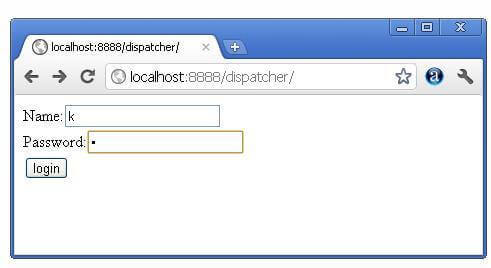 localhost:8888/dispatcher/
localhost:8888/dispatcher/
Name: k
Password: •
login